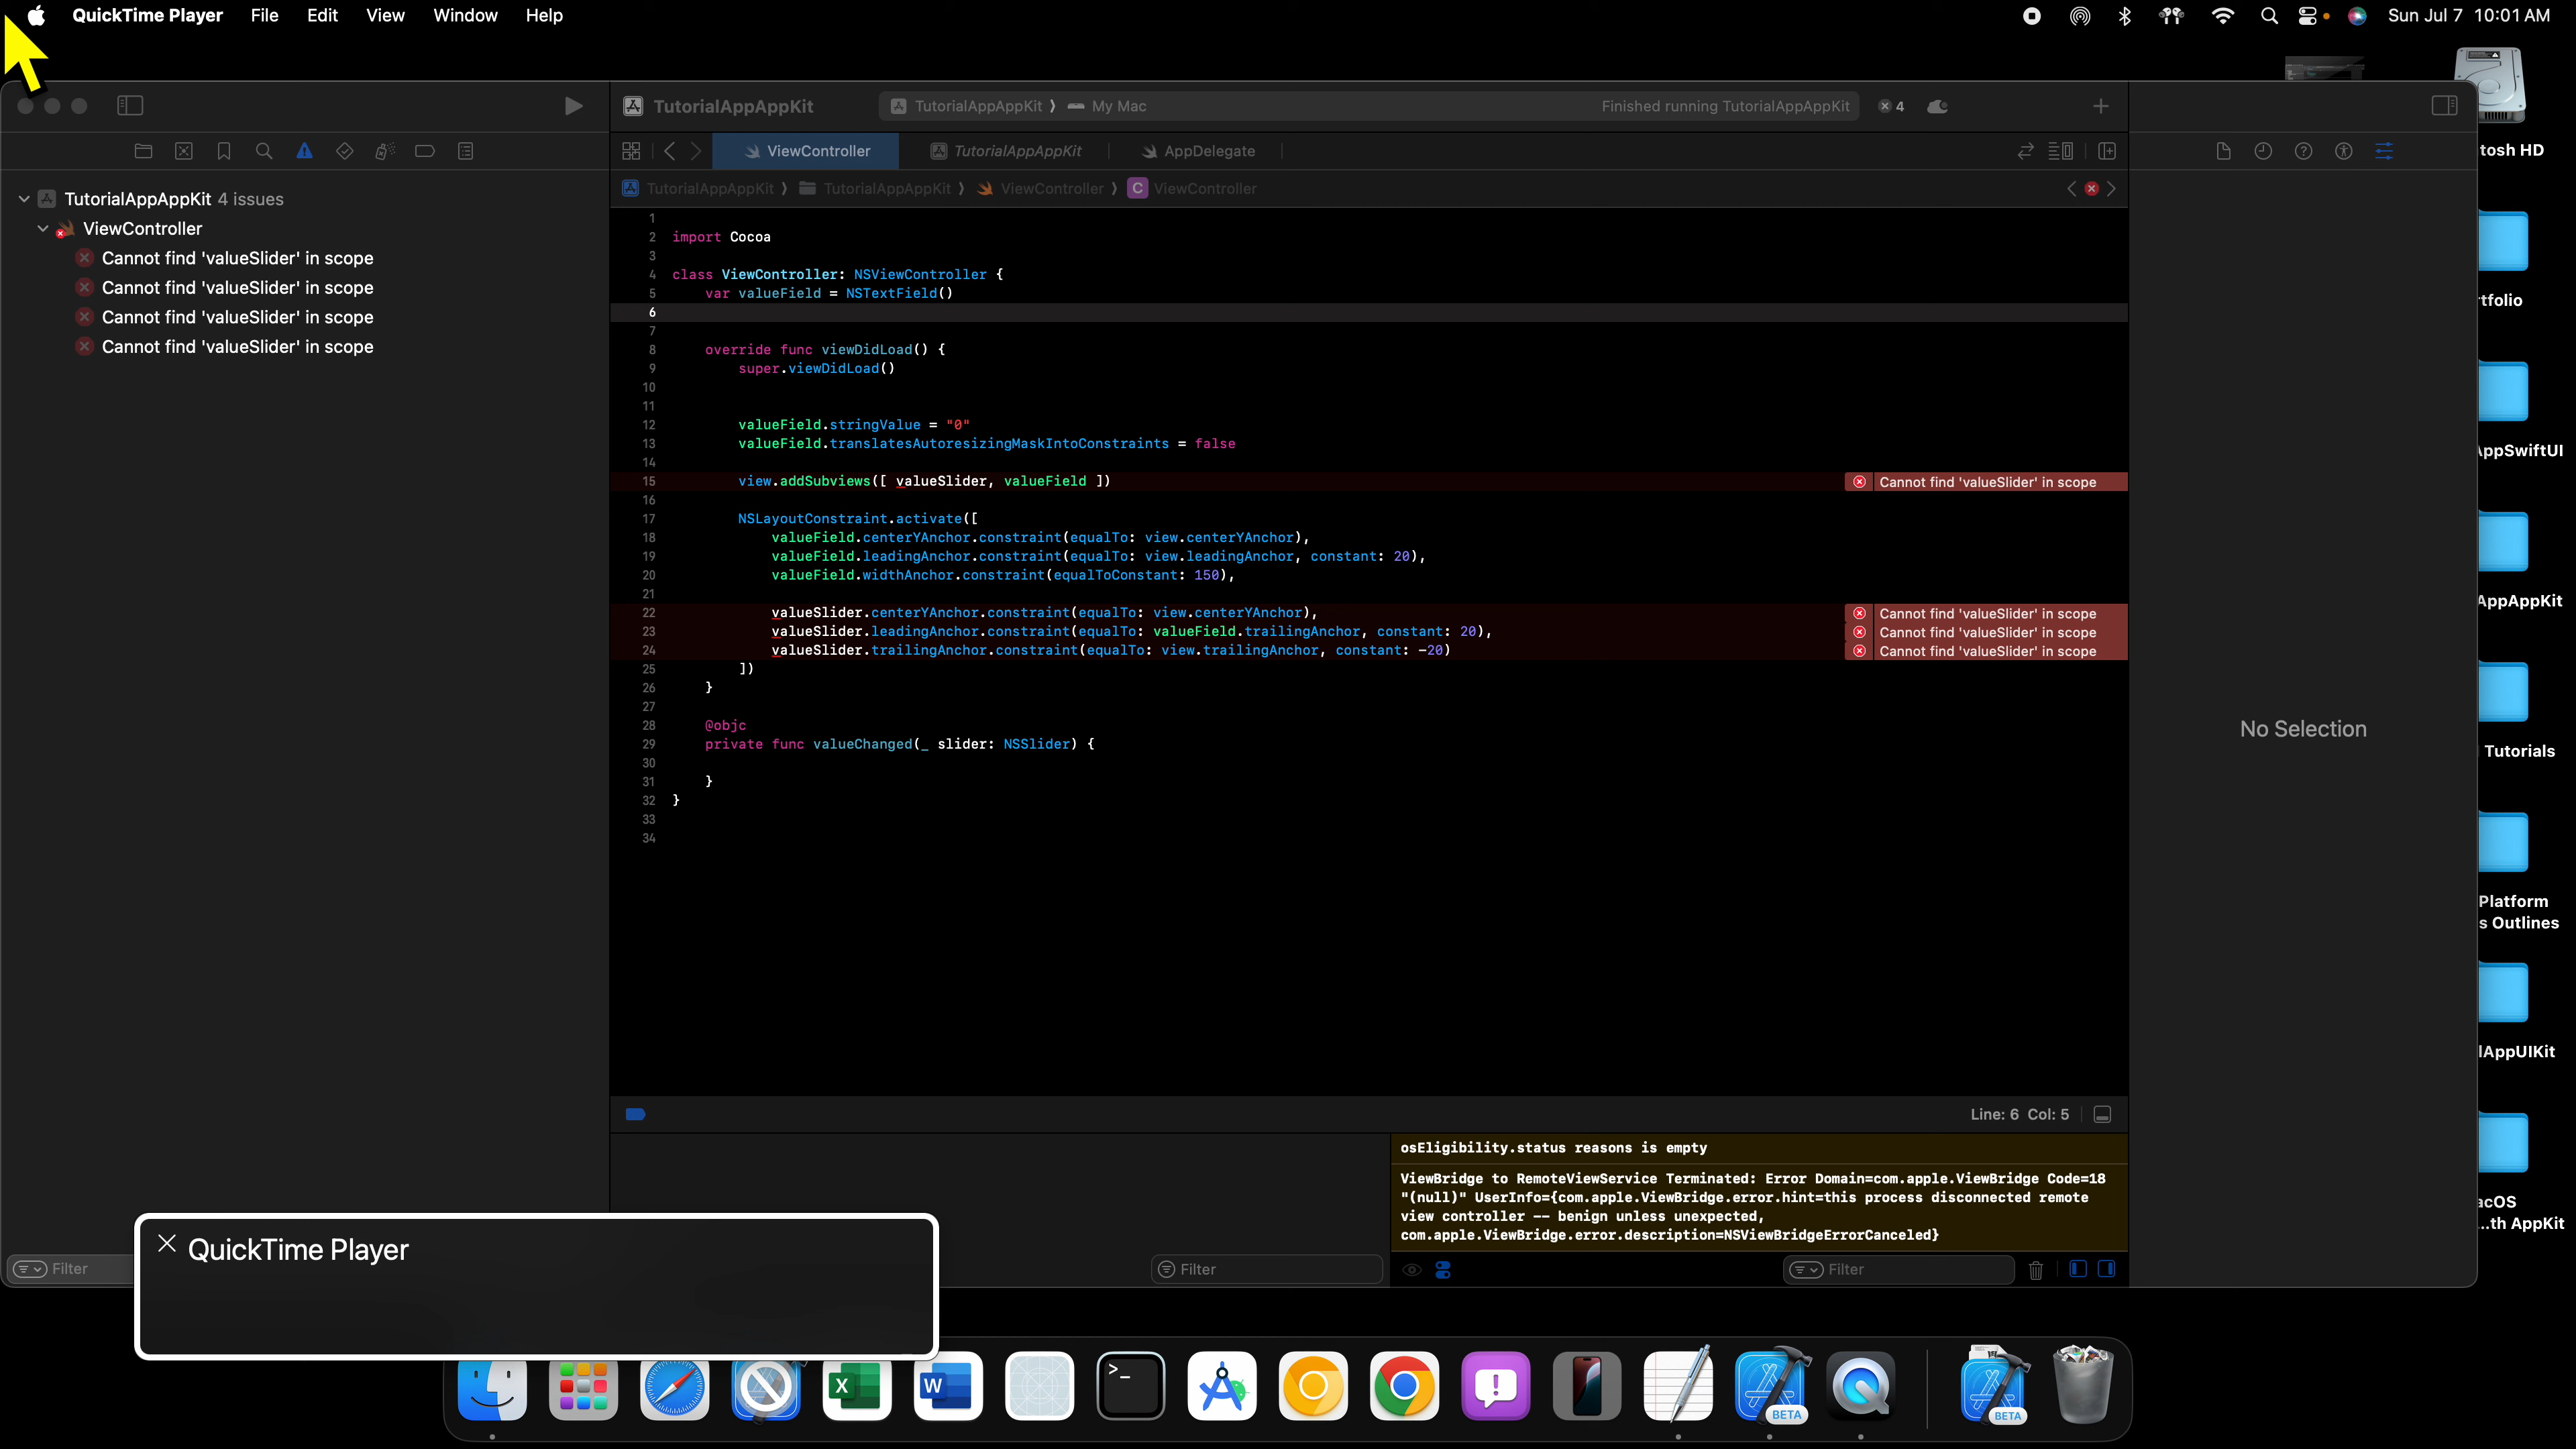 QuickTime Player File Edit View Window Help
Sun Jul 7 10:01 AM
TutorialAppAppKit
TutorialAppAppKit ⟩ My Mac
Finished running TutorialAppAppKit
4
ViewController
TutorialAppAppKit
AppDelegate
TutorialAppAppKit ⟩ TutorialAppAppKit ⟩ ViewController ⟩ C ViewController
TutorialAppAppKit 4 issues
ViewController
Cannot find 'valueSlider' in scope
Cannot find 'valueSlider' in scope
Cannot find 'valueSlider' in scope
Cannot find 'valueSlider' in scope
1
2 import Cocoa
3
4 class ViewController: NSViewController {
5 var valueField = NSTextField()
6
7
8 override func viewDidLoad() {
9 super.viewDidLoad()
10
11
12 valueField.stringValue = "0"
13 valueField.translatesAutoresizingMaskIntoConstraints = false
14
15 view.addSubviews([ valueSlider, valueField ])
Cannot find 'valueSlider' in scope
16
17 NSLayoutConstraint.activate([
18 valueField.centerYAnchor.constraint(equalTo: view.centerYAnchor),
19 valueField.leadingAnchor.constraint(equalTo: view.leadingAnchor, constant: 20),
20 valueField.widthAnchor.constraint(equalToConstant: 150),
21
22 valueSlider.centerYAnchor.constraint(equalTo: view.centerYAnchor),
Cannot find 'valueSlider' in scope
23 valueSlider.leadingAnchor.constraint(equalTo: valueField.trailingAnchor, constant: 20),
Cannot find 'valueSlider' in scope
24 valueSlider.trailingAnchor.constraint(equalTo: view.trailingAnchor, constant: -20)
Cannot find 'valueSlider' in scope
25 ])
26 }
27
28 @objc
29 private func valueChanged(_ slider: NSSlider) {
30
31 }
32 }
33
34
No Selection
tosh HD
rtfolio
AppSwiftUI
AppAppKit
Tutorials
Platform
s Outlines
lAppUIKit
acOS
...th AppKit
Line: 6 Col: 5
osEligibility.status reasons is empty
ViewBridge to RemoteViewService Terminated: Error Domain=com.apple.ViewBridge Code=18
"(null)" UserInfo={com.apple.ViewBridge.error.hint=this process disconnected remote
view controller -- benign unless unexpected,
com.apple.ViewBridge.error.description=NSViewBridgeErrorCanceled}
Filter
Filter
Filter
QuickTime Player
X
W
>_
BETA
BETA